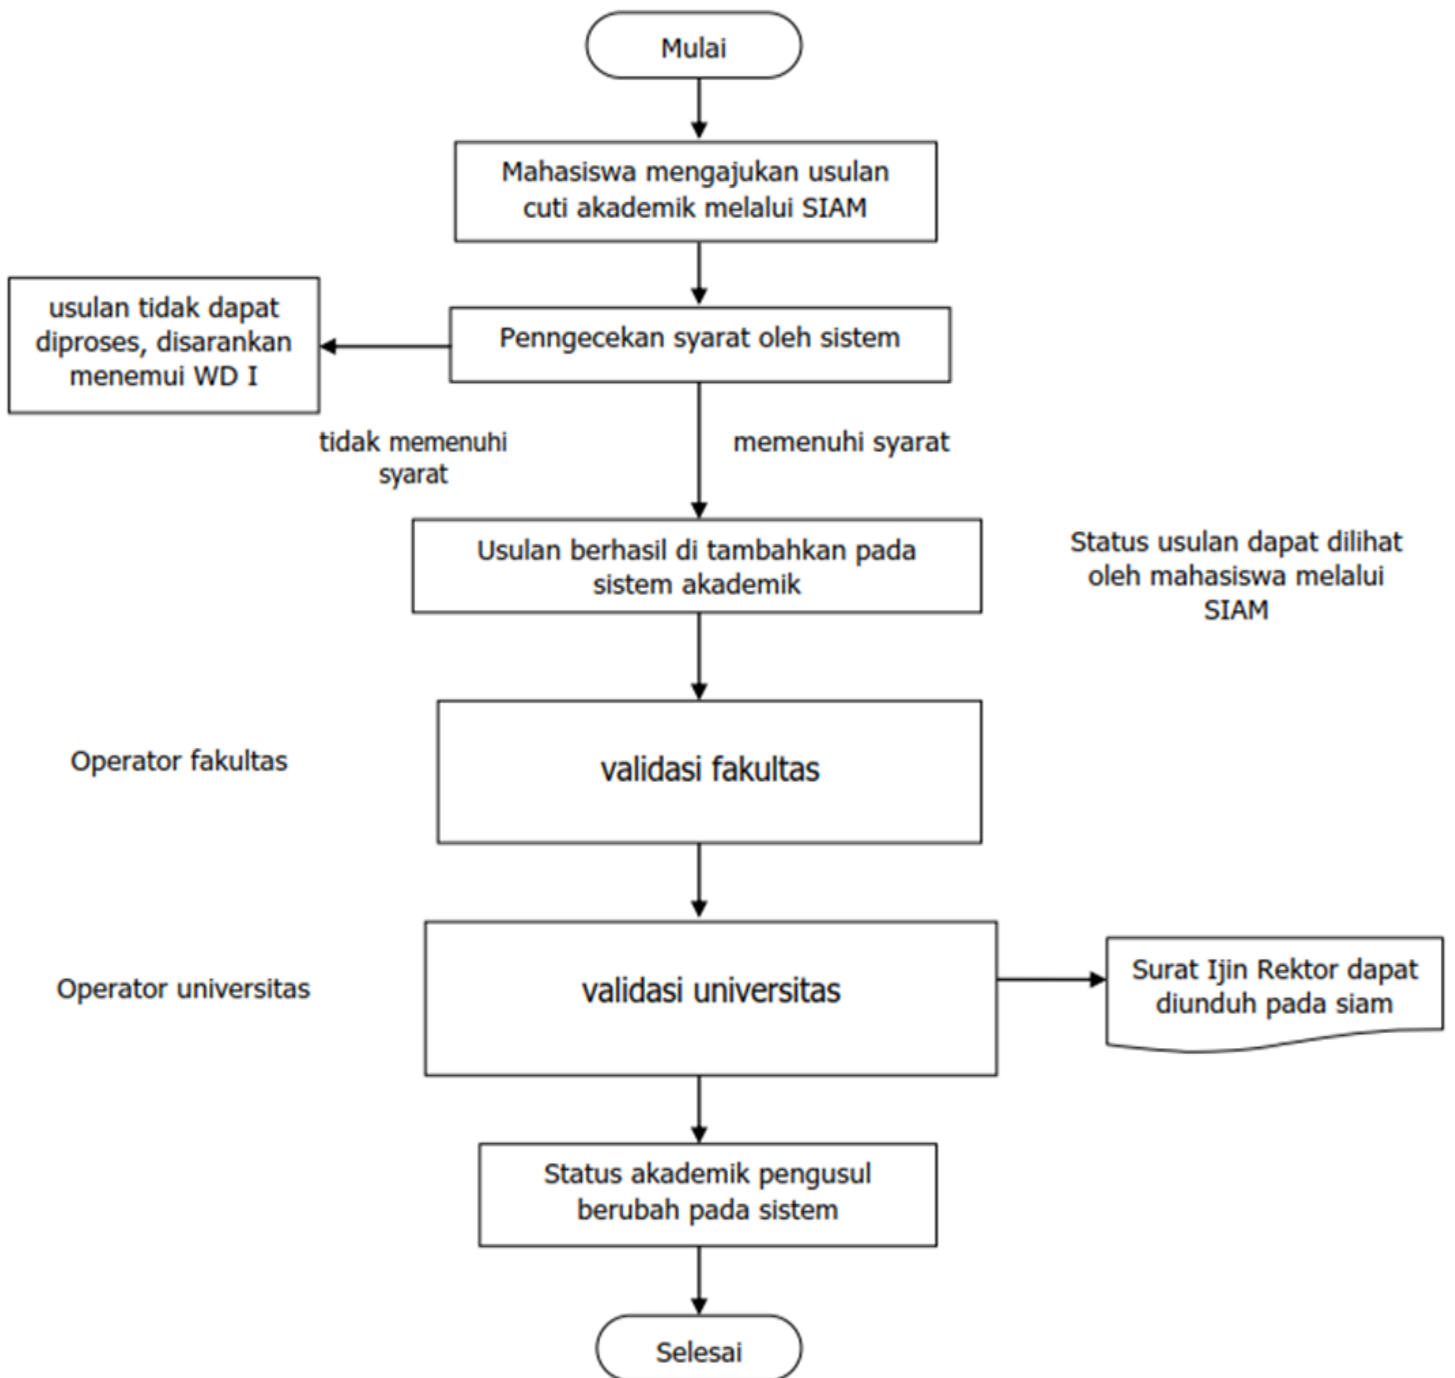 Mulai
Mahasiswa mengajukan usulan
cuti akademik melalui SIAM
usulan tidak dapat
diproses, disarankan
menemui WD I
Penngecekan syarat oleh sistem
tidak memenuhi
syarat
memenuhi syarat
Usulan berhasil di tambahkan pada
sistem akademik
Status usulan dapat dilihat
oleh mahasiswa melalui
SIAM
Operator fakultas
validasi fakultas
Operator universitas
validasi universitas
Surat Ijin Rektor dapat
diunduh pada siam
Status akademik pengusul
berubah pada sistem
Selesai